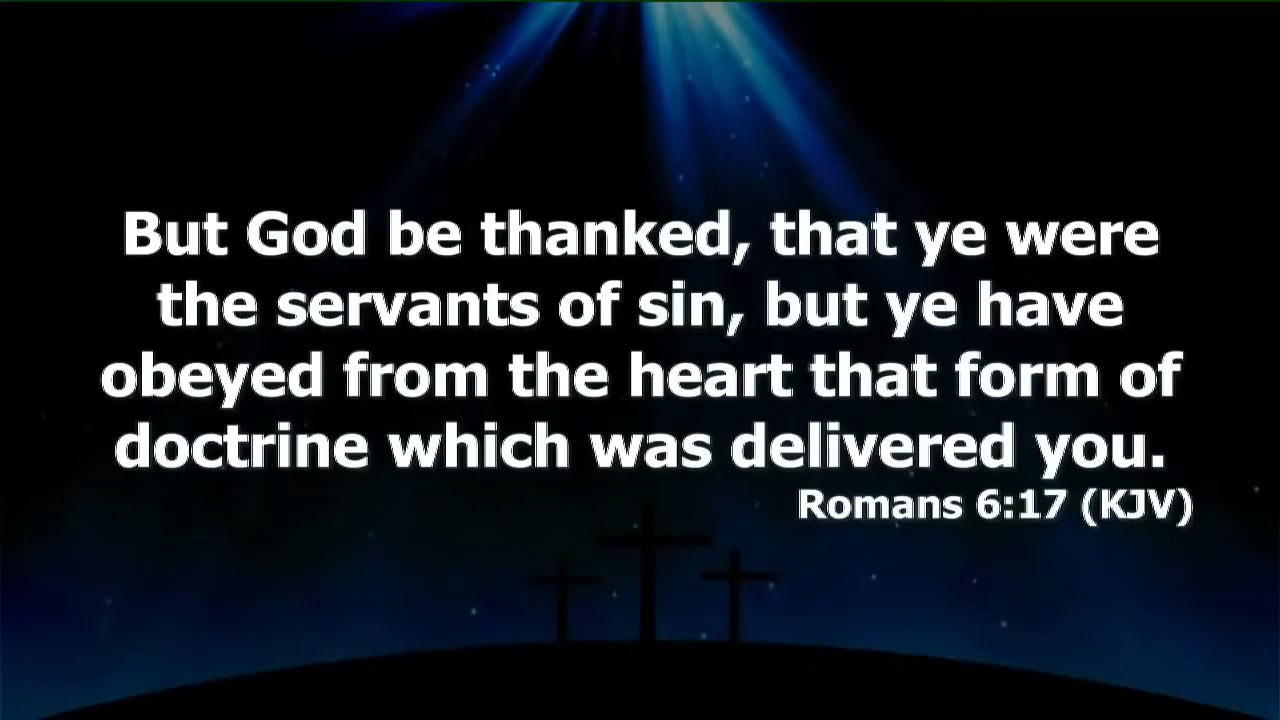 But God be thanked, that ye were
the servants of sin, but ye have
obeyed from the heart that form of
doctrine which was delivered you.
Romans 6:17 (KJV)